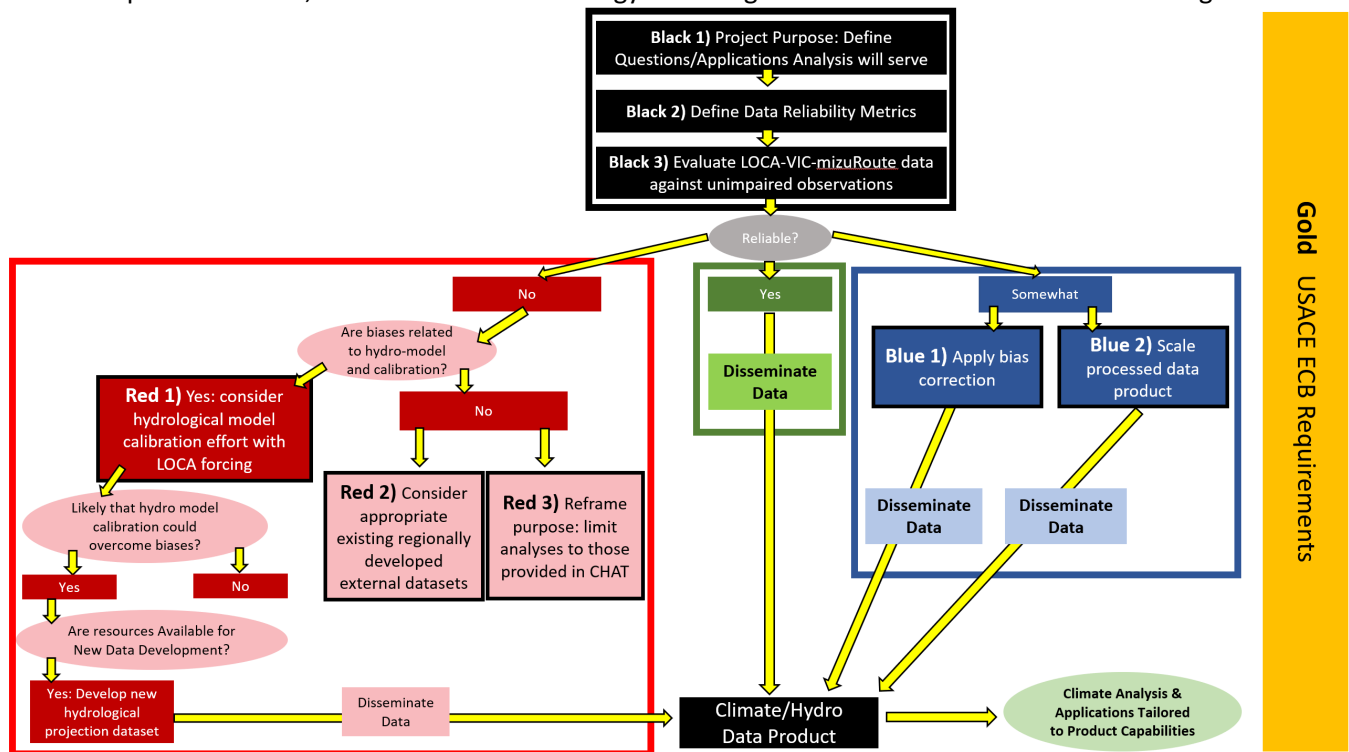 Black 1) Project Purpose: Define
Questions/Applications Analysis will serve
Black 2) Define Data Reliability Metrics
Black 3) Evaluate LOCA-VIC-mizuRoute data
against unimpaired observations
Reliable?
No
Yes
Somewhat
Are biases related
to hydro-model
and calibration?
Blue 1) Apply bias
correction
Blue 2) Scale
processed data
product
Disseminate
Data
Red 1) Yes: consider
hydrological model
calibration effort with
LOCA forcing
No
Red 2) Consider
appropriate
existing regionally
developed
external datasets
Red 3) Reframe
purpose: limit
analyses to those
provided in CHAT
Likely that hydro model
calibration could
overcome biases?
Disseminate
Data
Disseminate
Data
Yes
No
Are resources Available for
New Data Development?
Yes: Develop new
hydrological
projection dataset
Disseminate
Data
Climate/Hydro
Data Product
Climate Analysis &
Applications Tailored
to Product Capabilities
Gold USACE ECB Requirements